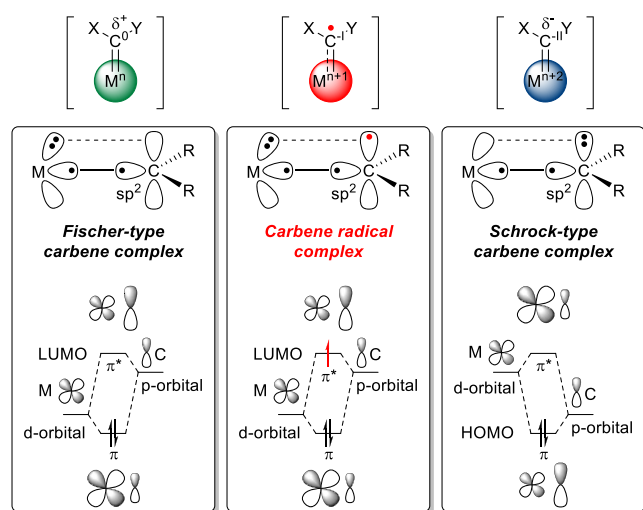 X δ⁺ Y
C₀
Mⁿ
X • Y
C₋I
Mⁿ⁺¹
X δ⁻ Y
C₋II
Mⁿ⁺²
M C R
R
sp²
Fischer-type
carbene complex
LUMO
π*
C
M
p-orbital
d-orbital
π
M C R
R
sp²
Carbene radical
complex
LUMO
π*
C
M
p-orbital
d-orbital
π
M C R
R
sp²
Schrock-type
carbene complex
M
π*
d-orbital
C
HOMO
p-orbital
π